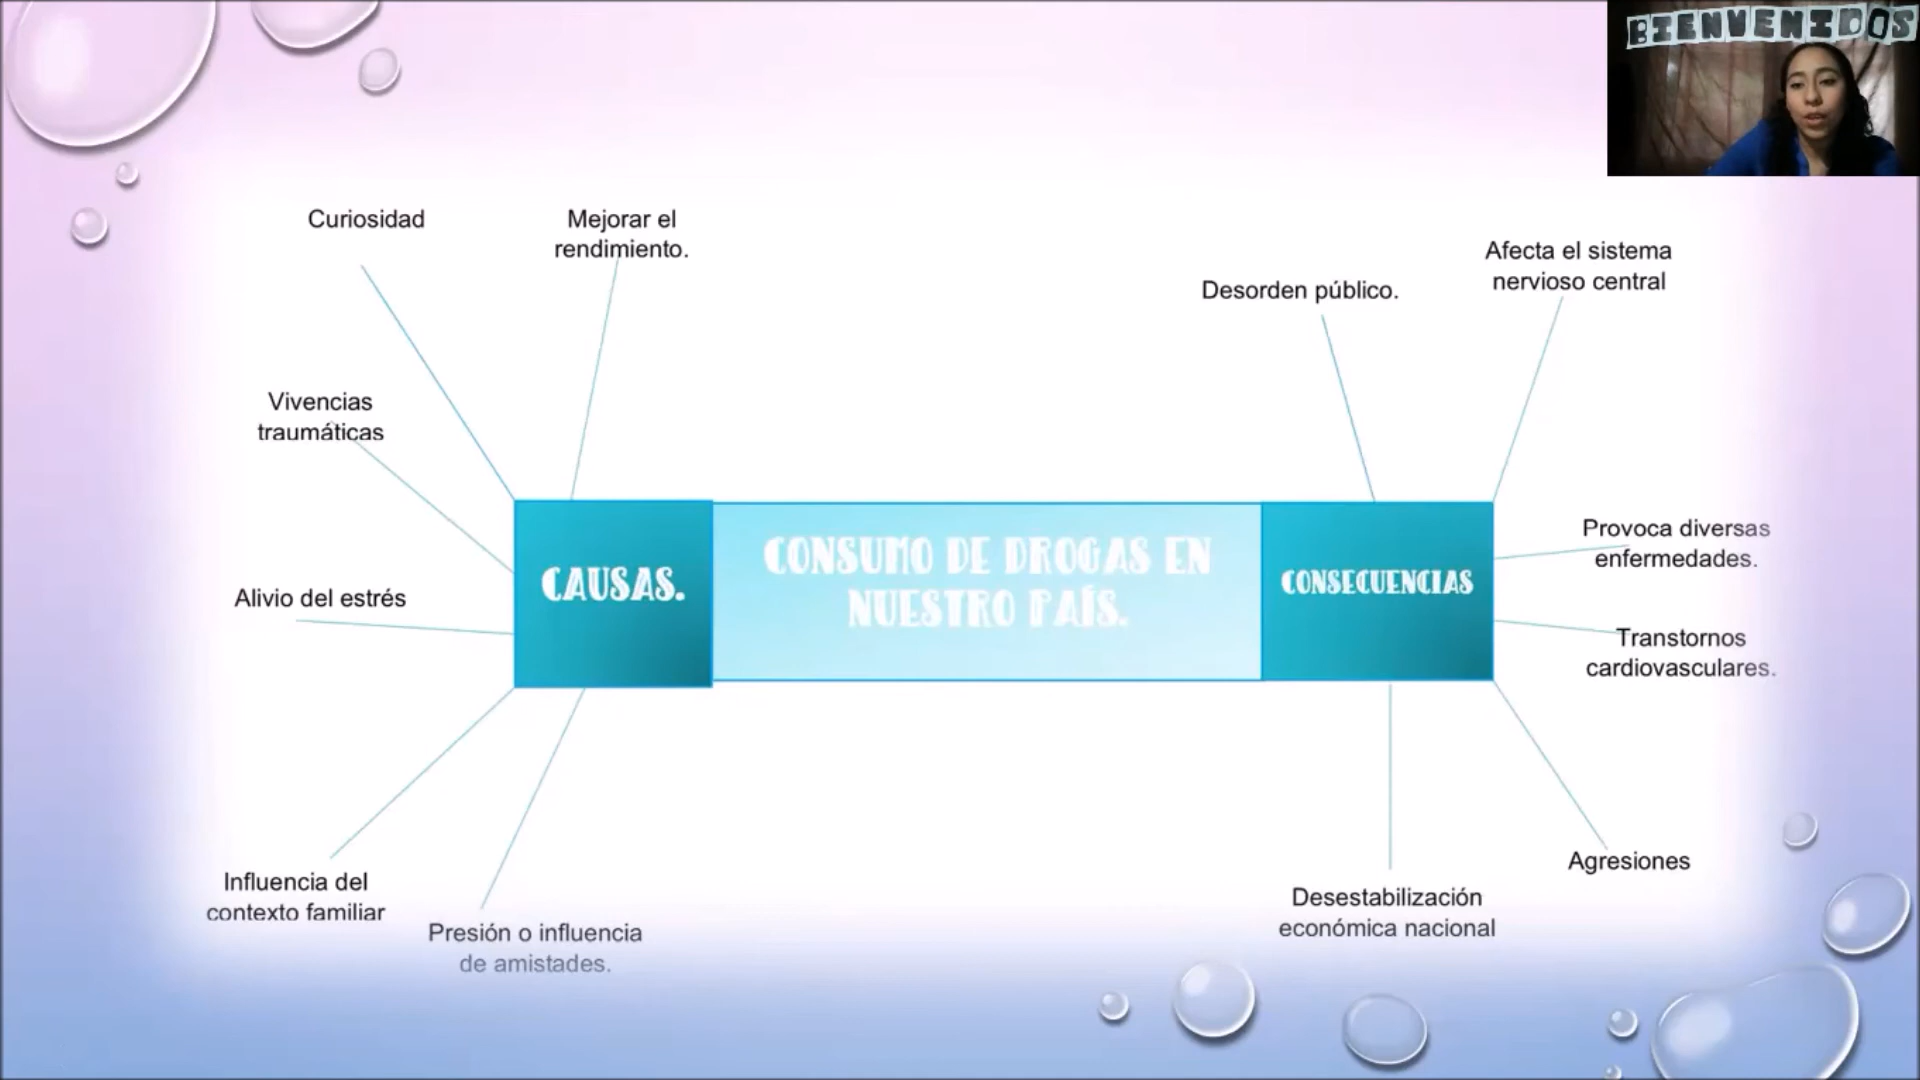 BIENVENIDOS
Curiosidad
Mejorar el
rendimiento.
Vivencias
traumáticas
Alivio del estrés
Influencia del
contexto familiar
Presión o influencia
de amistades.
CAUSAS.
CONSUMO DE DROGAS EN
NUESTRO PAÍS.
CONSECUENCIAS
Desorden público.
Afecta el sistema
nervioso central
Provoca diversas
enfermedades.
Transtornos
cardiovasculares.
Agresiones
Desestabilización
económica nacional